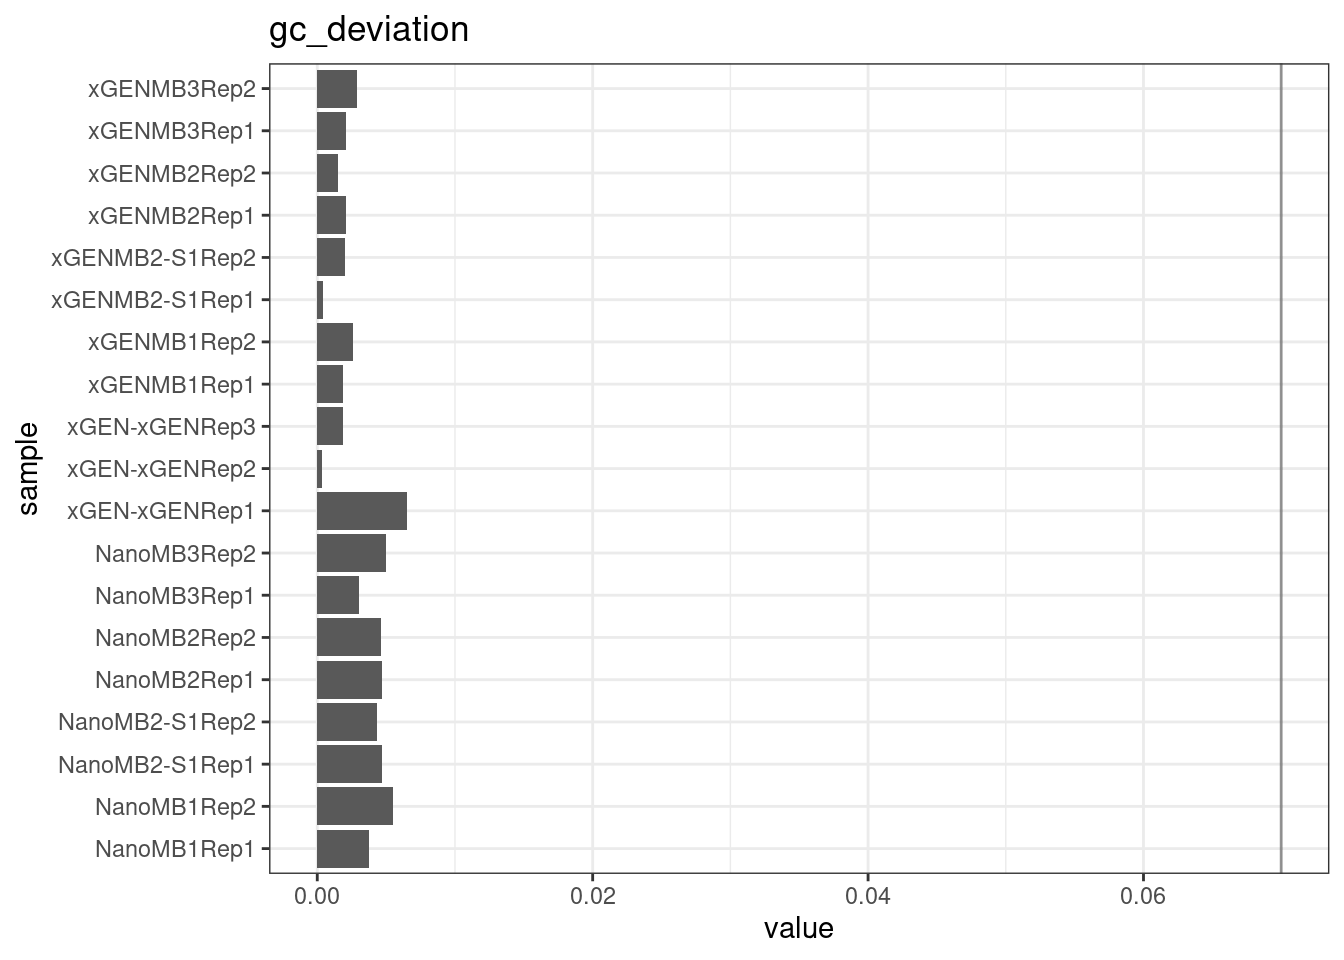 gc_deviation
xGENMB3Rep2
xGENMB3Rep1
xGENMB2Rep2
xGENMB2Rep1
xGENMB2-S1Rep2
xGENMB2-S1Rep1
xGENMB1Rep2
xGENMB1Rep1
xGEN-xGENRep3
xGEN-xGENRep2
xGEN-xGENRep1
NanoMB3Rep2
NanoMB3Rep1
NanoMB2Rep2
NanoMB2Rep1
NanoMB2-S1Rep2
NanoMB2-S1Rep1
NanoMB1Rep2
NanoMB1Rep1
sample
0.00 0.02 0.04 0.06
value